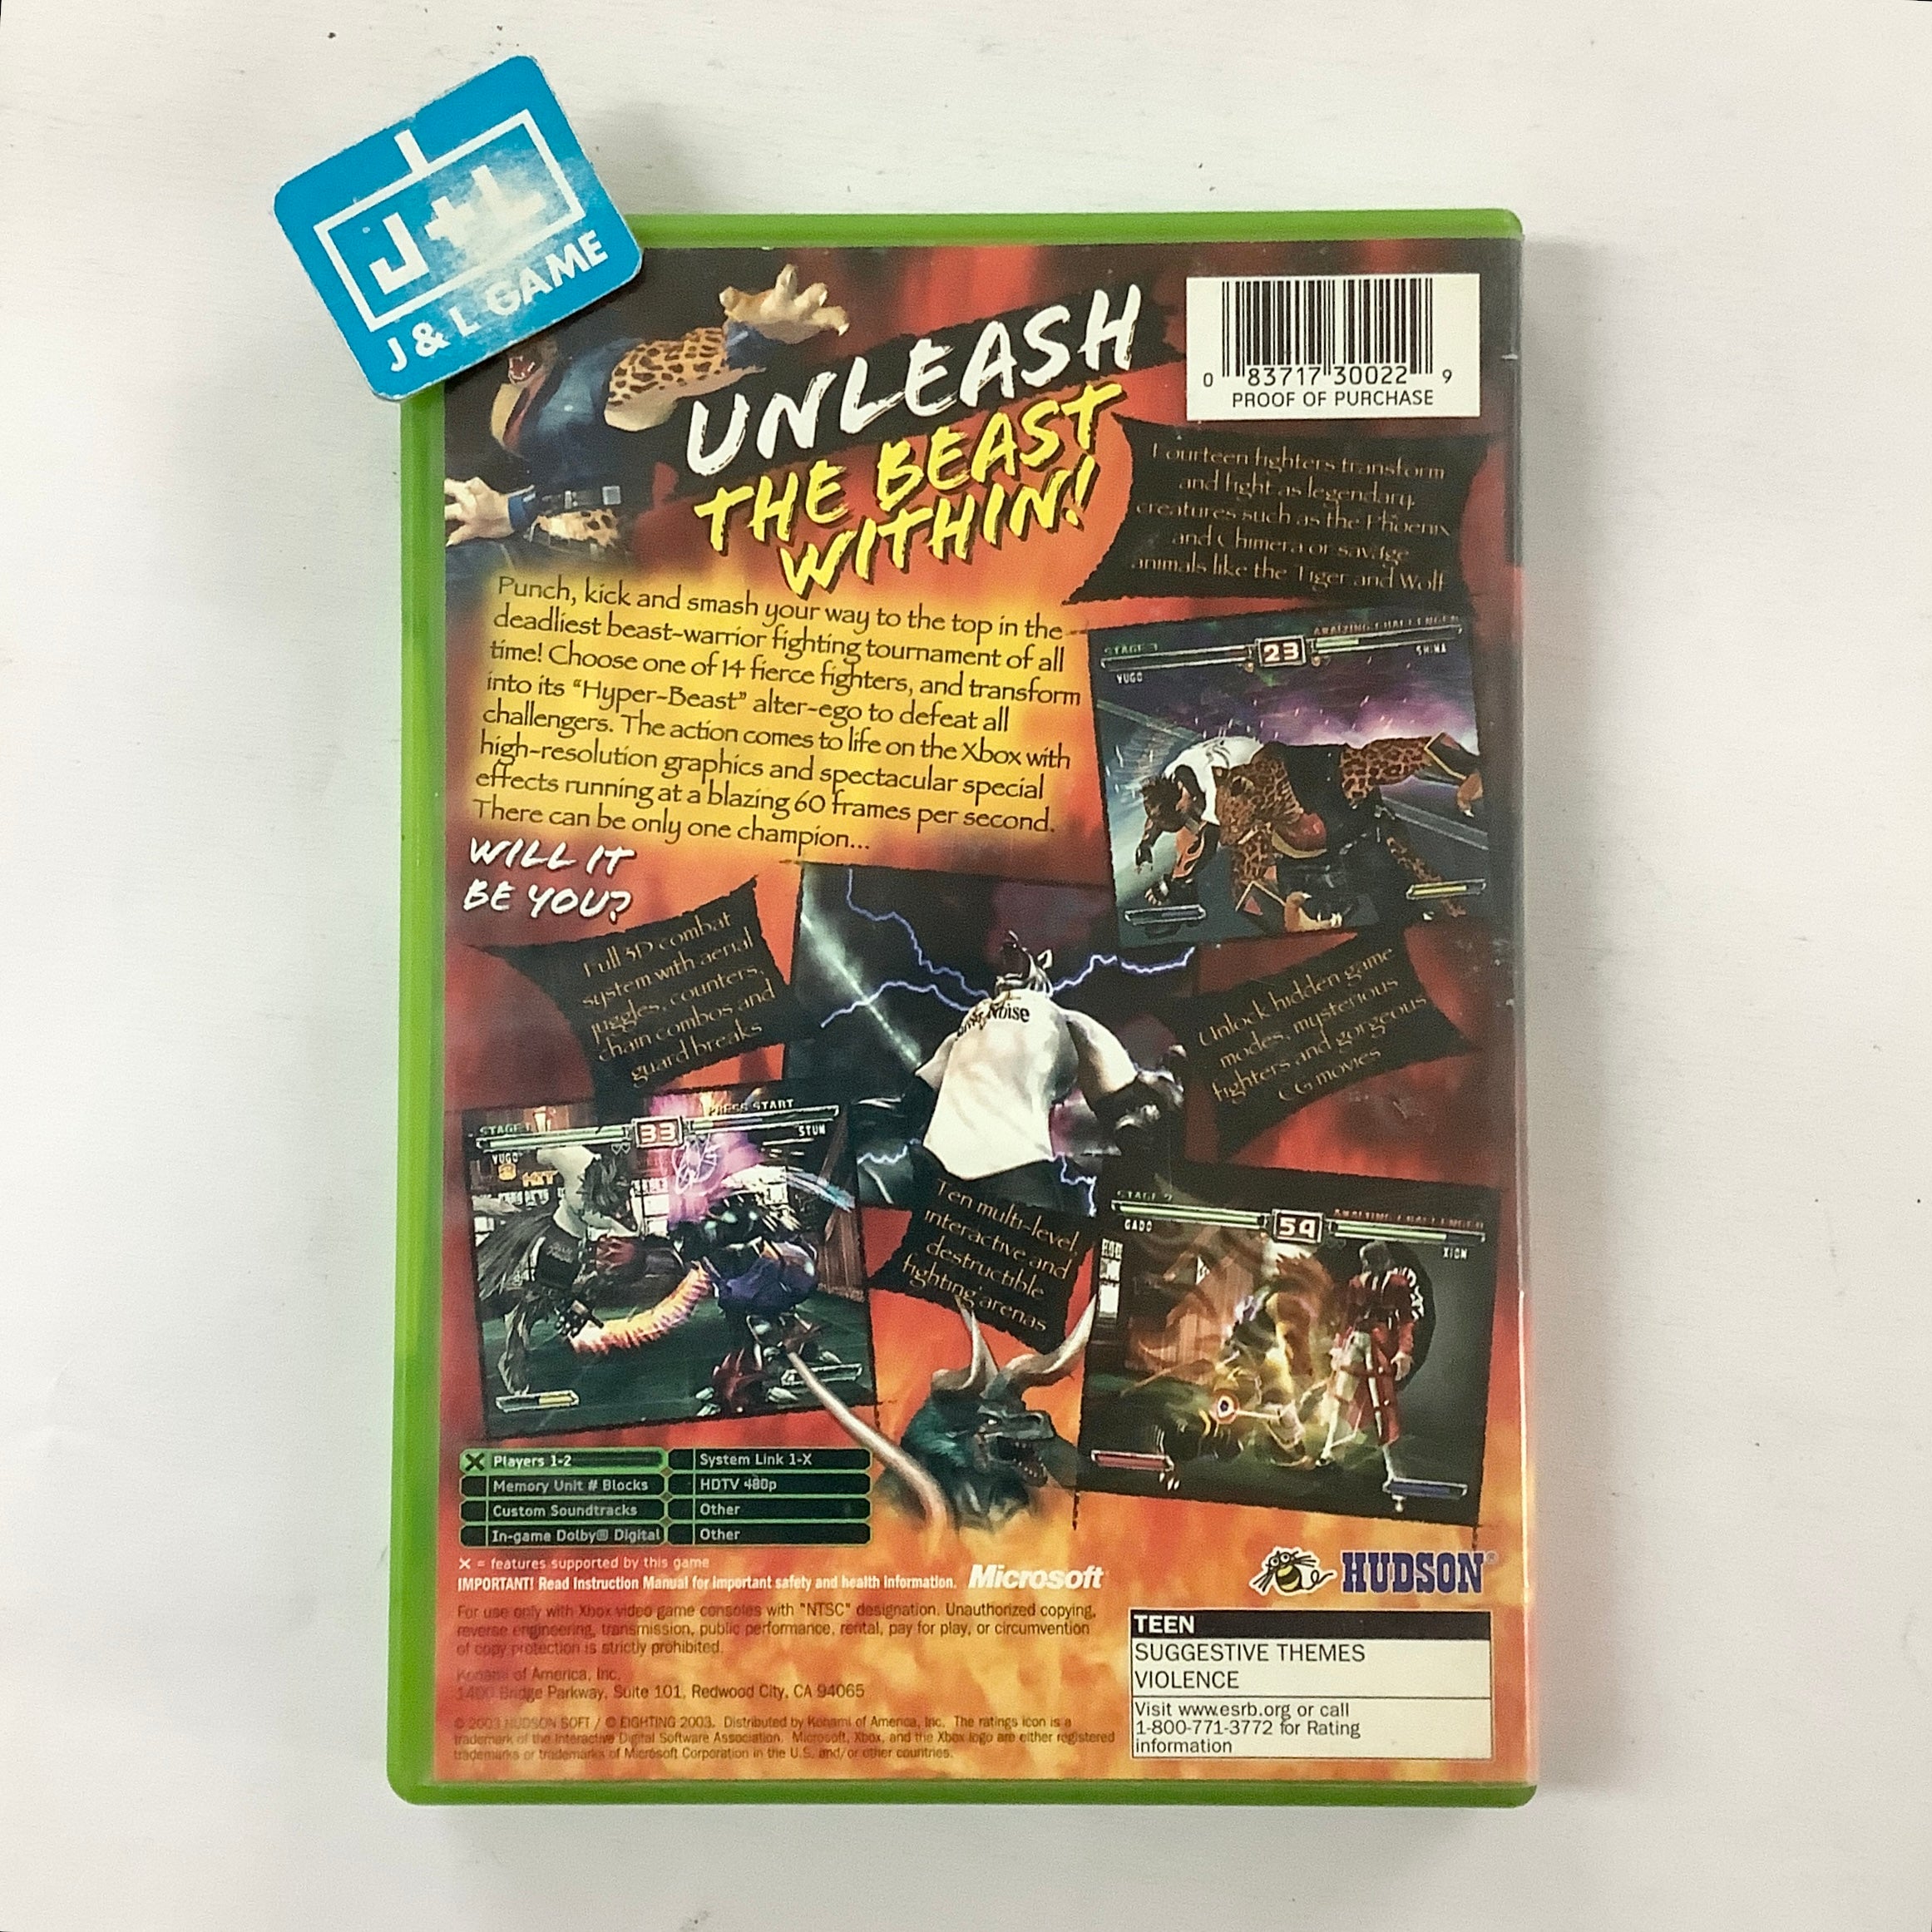 J+L
J & L GAME
UNLEASH
THE BEAST
WITHIN!
0 83717 30022 9
PROOF OF PURCHASE
Fourteen fighters transform
and fight as legendary
creatures such as the Phoenix
and Chimera or savage
animals like the Tiger and Wolf
Punch, kick and smash your way to the top in the
deadliest beast-warrior fighting tournament of all
time! Choose one of 14 fierce fighters, and transform
into its “Hyper-Beast” alter-ego to defeat all
challengers. The action comes to life on the Xbox with
high-resolution graphics and spectacular special
effects running at a blazing 60 frames per second.
There can be only one champion...
WILL IT
BE YOU?
STAGE 3
23
AWAITING CHALLENGER
YUGO
SHINA
Full 3D combat
system with aerial
juggles, counters,
chain combos and
guard breaks
Noise
Unlock hidden game
modes, mysterious
fighters and gorgeous
CG movies
STAGE 1
33
PRESS START
YUGO
STUN
8 HIT
Ten multi-level,
interactive and
destructible
fighting arenas
STAGE 2
59
AWAITING CHALLENGER
GADO
XION
X Players 1-2
System Link 1-X
Memory Unit # Blocks
HDTV 480p
Custom Soundtracks
Other
In-game Dolby® Digital
Other
X = features supported by this game
IMPORTANT! Read Instruction Manual for important safety and health information.
Microsoft
HUDSON®
For use only with Xbox video game consoles with "NTSC" designation. Unauthorized copying,
reverse engineering, transmission, public performance, rental, pay for play, or circumvention
of copy protection is strictly prohibited.
Konami of America, Inc.
1400 Bridge Parkway, Suite 101, Redwood City, CA 94065
© 2003 HUDSON SOFT / © EIGHTING 2003. Distributed by Konami of America, Inc. The ratings icon is a
trademark of the Interactive Digital Software Association. Microsoft, Xbox, and the Xbox logo are either registered
trademarks or trademarks of Microsoft Corporation in the U.S. and/or other countries.
TEEN
SUGGESTIVE THEMES
VIOLENCE
Visit www.esrb.org or call
1-800-771-3772 for Rating
information